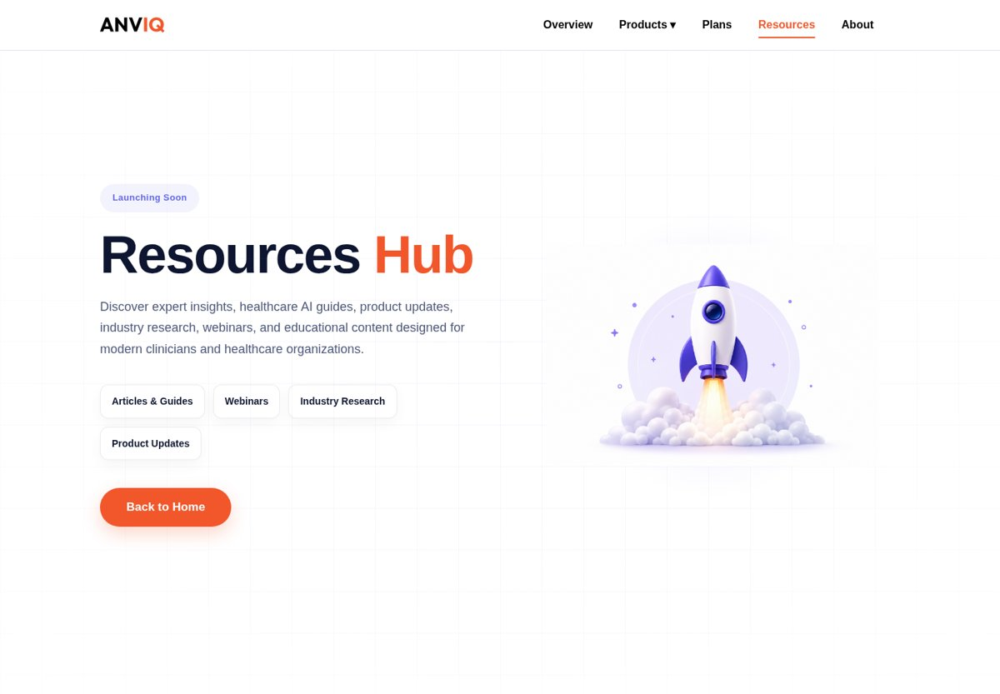 ANVIQ
Overview
Products ▾
Plans
Resources
About
Launching Soon
Resources Hub
Discover expert insights, healthcare AI guides, product updates,
industry research, webinars, and educational content designed for
modern clinicians and healthcare organizations.
Articles & Guides
Webinars
Industry Research
Product Updates
Back to Home